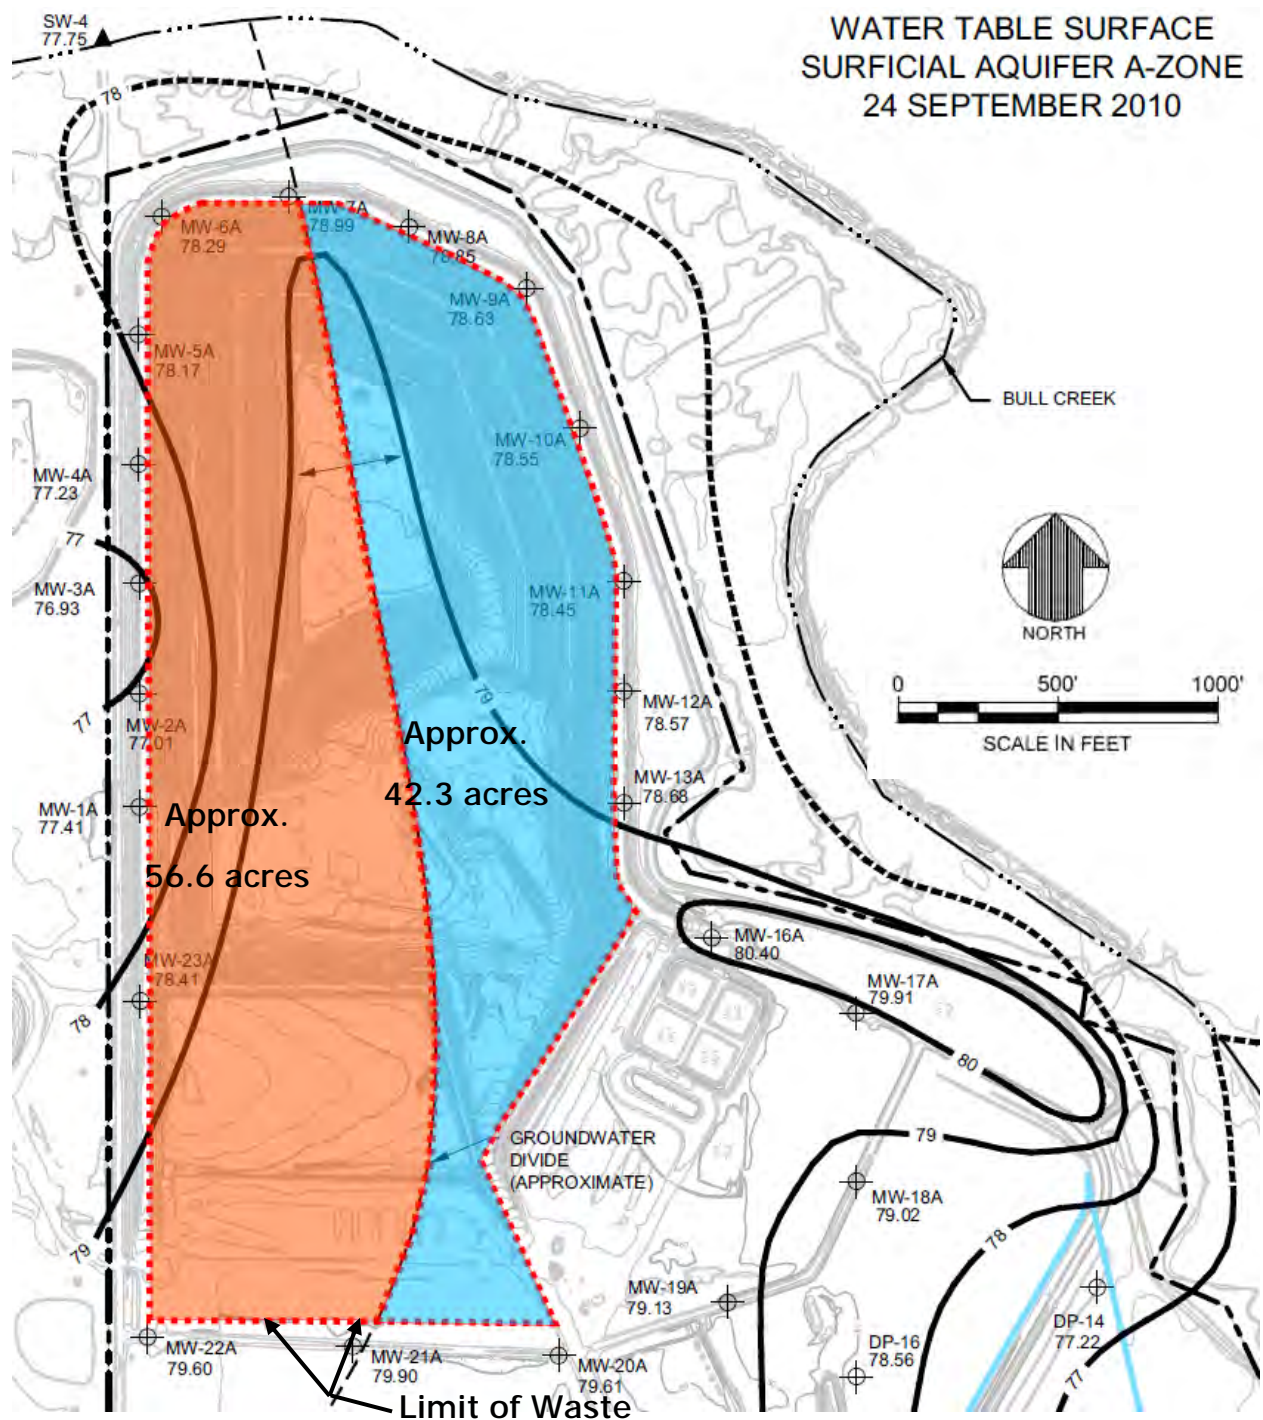 WATER TABLE SURFACE
SURFICIAL AQUIFER A-ZONE
24 SEPTEMBER 2010
SW-4
77.75
78
MW-6A
78.29
MW-7A
78.99
MW-8A
78.85
MW-9A
78.63
MW-5A
78.17
BULL CREEK
MW-10A
78.55
MW-4A
77.23
77
MW-3A
76.93
MW-11A
78.45
NORTH
0 500' 1000'
SCALE IN FEET
79
MW-12A
78.57
77
MW-2A
77.01
Approx.
42.3 acres
MW-13A
78.68
MW-1A
77.41
Approx.
56.6 acres
MW-16A
80.40
MW-23A
78.41
MW-17A
79.91
78
80
GROUNDWATER
DIVIDE
(APPROXIMATE)
79
MW-18A
79.02
78
79
MW-19A
79.13
DP-14
77.22
MW-22A
79.60
MW-21A
79.90
MW-20A
79.61
DP-16
78.56
77
Limit of Waste